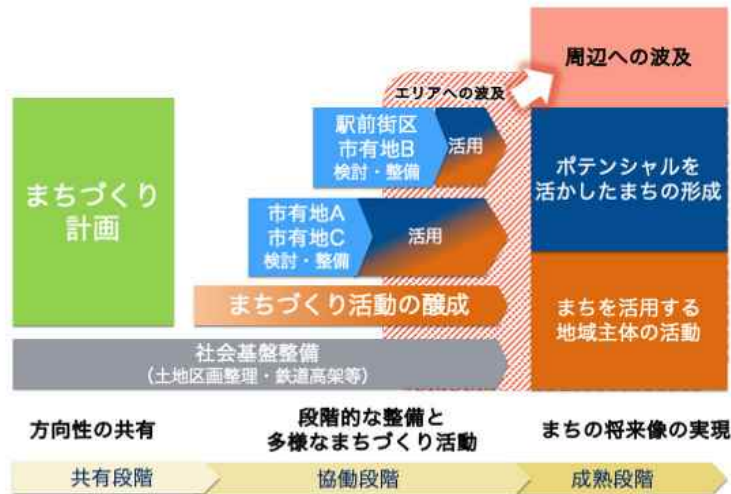 周辺への波及
エリアへの波及
駅前街区
市有地B
検討・整備
活用
まちづくり
計画
ポテンシャルを
活かしたまちの形成
市有地A
市有地C
検討・整備
活用
まちづくり活動の醸成
まちを活用する
地域主体の活動
社会基盤整備
（土地区画整理・鉄道高架等）
方向性の共有
段階的な整備と
多様なまちづくり活動
まちの将来像の実現
共有段階
協働段階
成熟段階